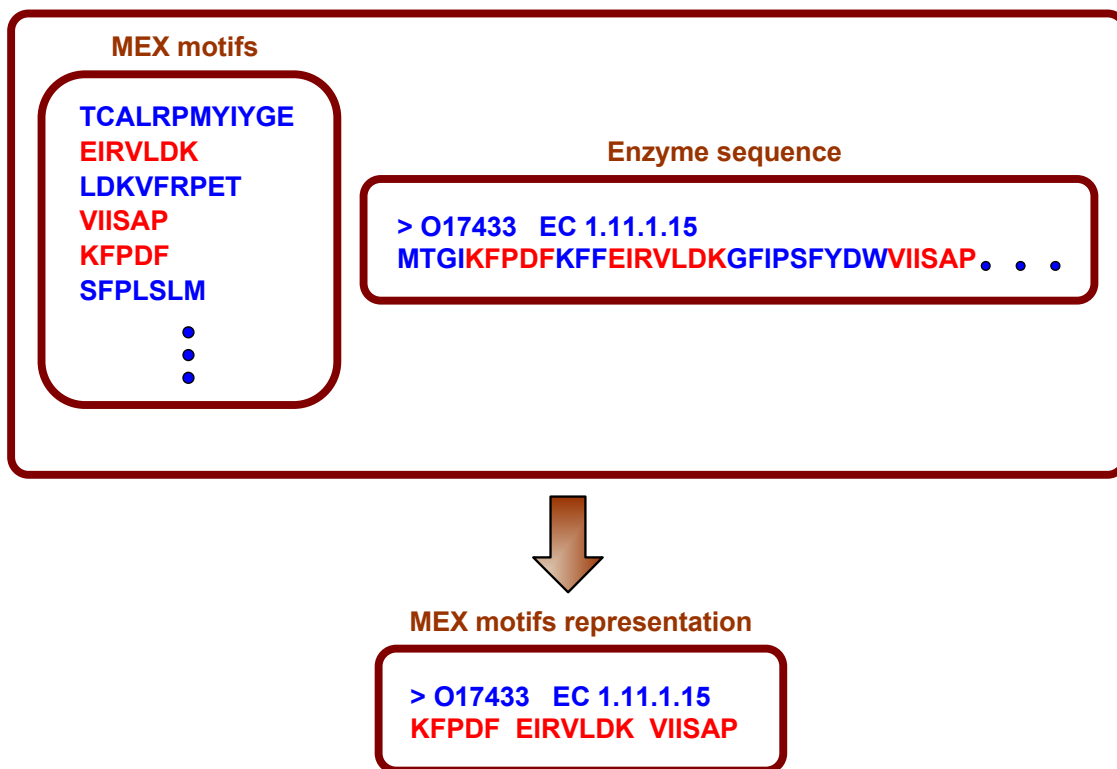 MEX motifs
TCALRPMYIYGE
EIRVLDK
LDKVFRPET
VIISAP
KFPDF
SFPLSLM
Enzyme sequence
> O17433 EC 1.11.1.15
MTGIKFPDFKFFEIRVLDKGFIPSFYDWVIISAP . . .
MEX motifs representation
> O17433 EC 1.11.1.15
KFPDF EIRVLDK VIISAP